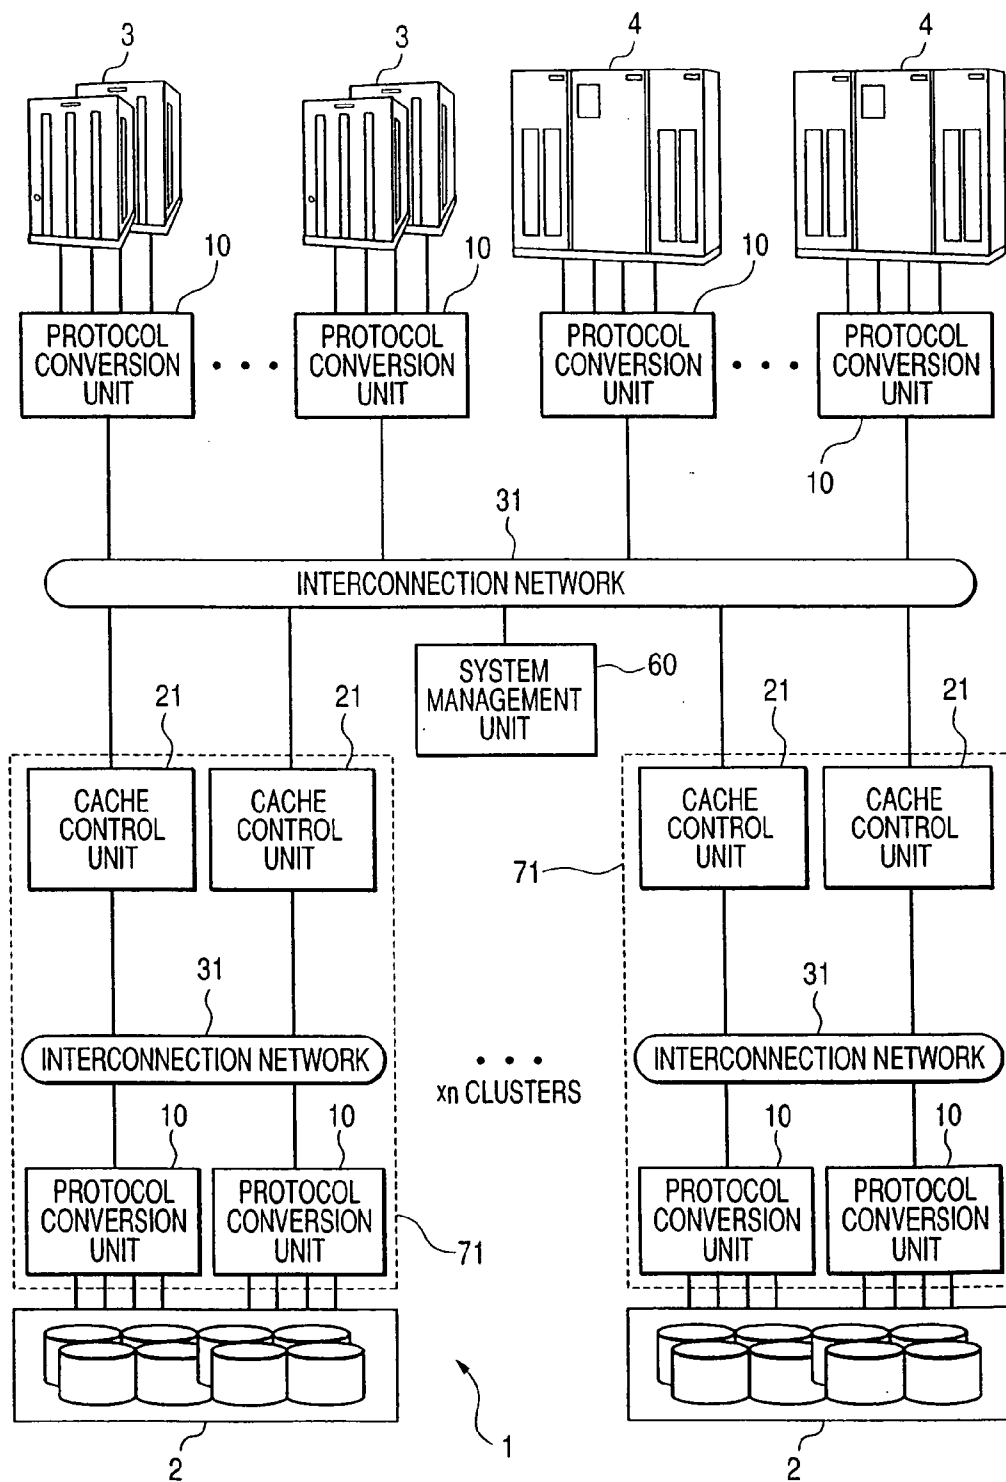 3
3
4
4
10
10
10
PROTOCOL
CONVERSION
UNIT
• • •
PROTOCOL
CONVERSION
UNIT
PROTOCOL
CONVERSION
UNIT
• • •
PROTOCOL
CONVERSION
UNIT
10
31
INTERCONNECTION NETWORK
SYSTEM
MANAGEMENT
UNIT
60
21
21
21
21
CACHE
CONTROL
UNIT
CACHE
CONTROL
UNIT
CACHE
CONTROL
UNIT
CACHE
CONTROL
UNIT
71
31
31
INTERCONNECTION NETWORK
• • •
xn CLUSTERS
INTERCONNECTION NETWORK
10
10
10
10
PROTOCOL
CONVERSION
UNIT
PROTOCOL
CONVERSION
UNIT
71
PROTOCOL
CONVERSION
UNIT
PROTOCOL
CONVERSION
UNIT
2
1
2